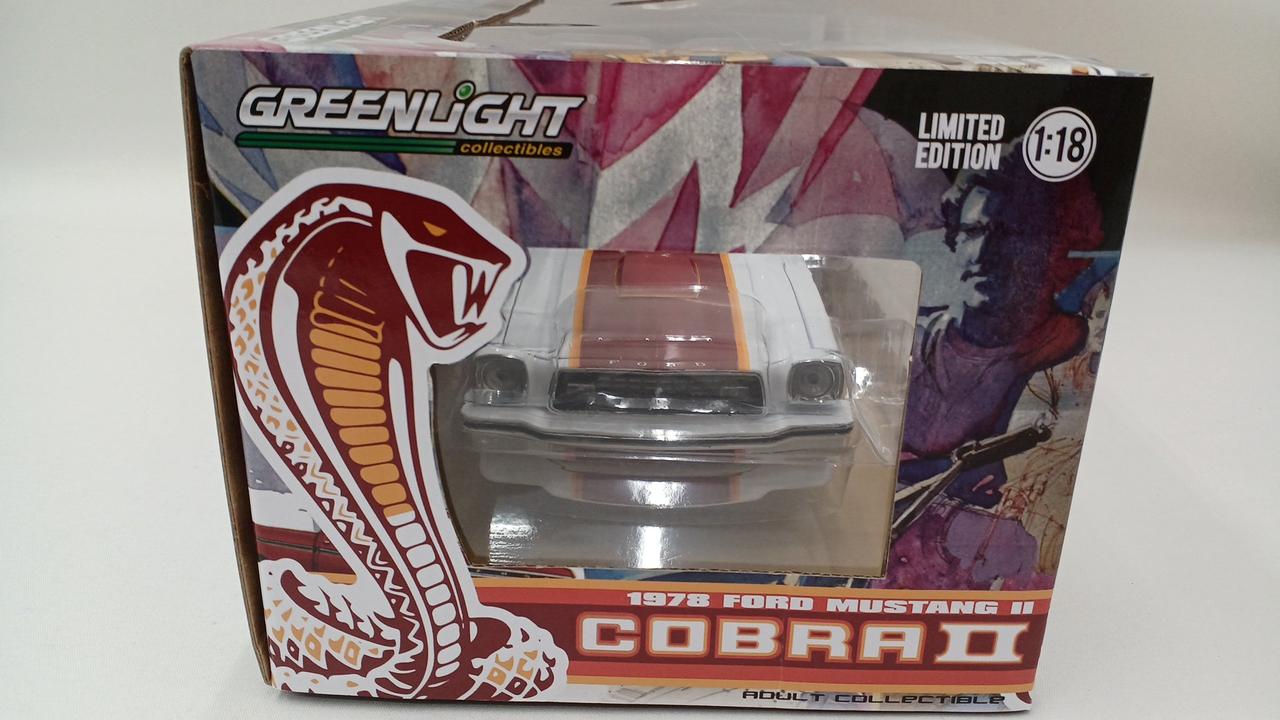 GREENLIGHT
collectibles
LIMITED
EDITION
1:18
FORD
1978 FORD MUSTANG II
COBRA II
ADULT COLLECTIBLE